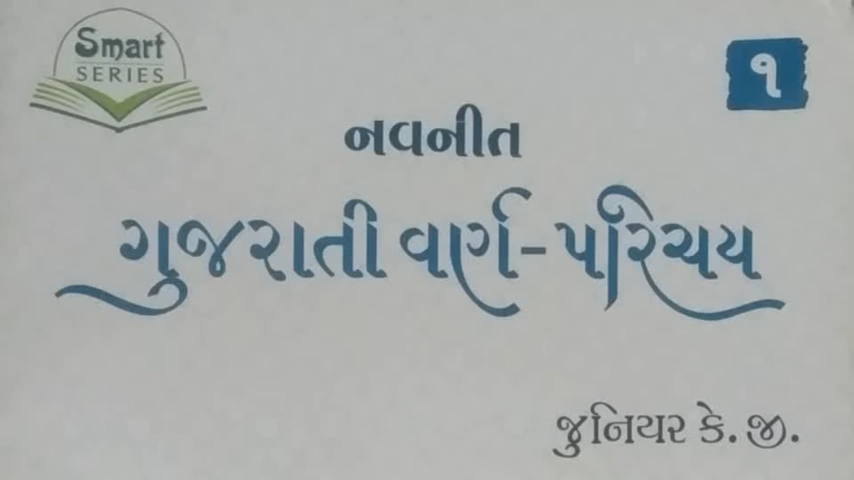 Smart
SERIES
૧
નવનીત
ગુજરાતી વર્ણ-પરિચય
જુનિયર કે. જી.